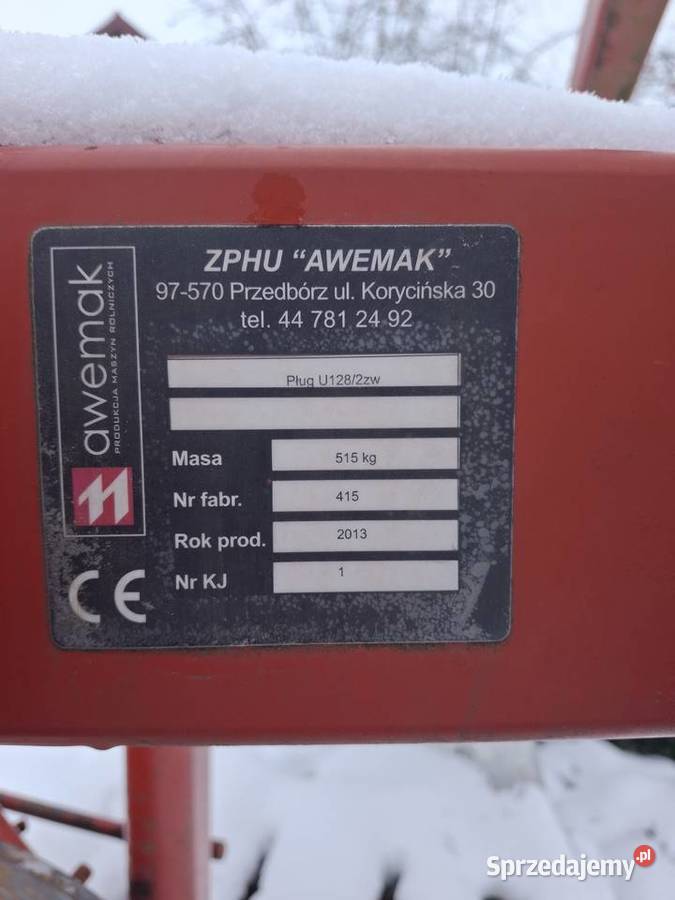 ZPHU “AWEMAK”
97-570 Przedbórz ul. Korycińska 30
tel. 44 781 24 92
awemak
PRODUKCJA MASZYN ROLNICZYCH
Pług U128/2zw
Masa 515 kg
Nr fabr. 415
Rok prod. 2013
Nr KJ 1
CE
Sprzedajemy.pl